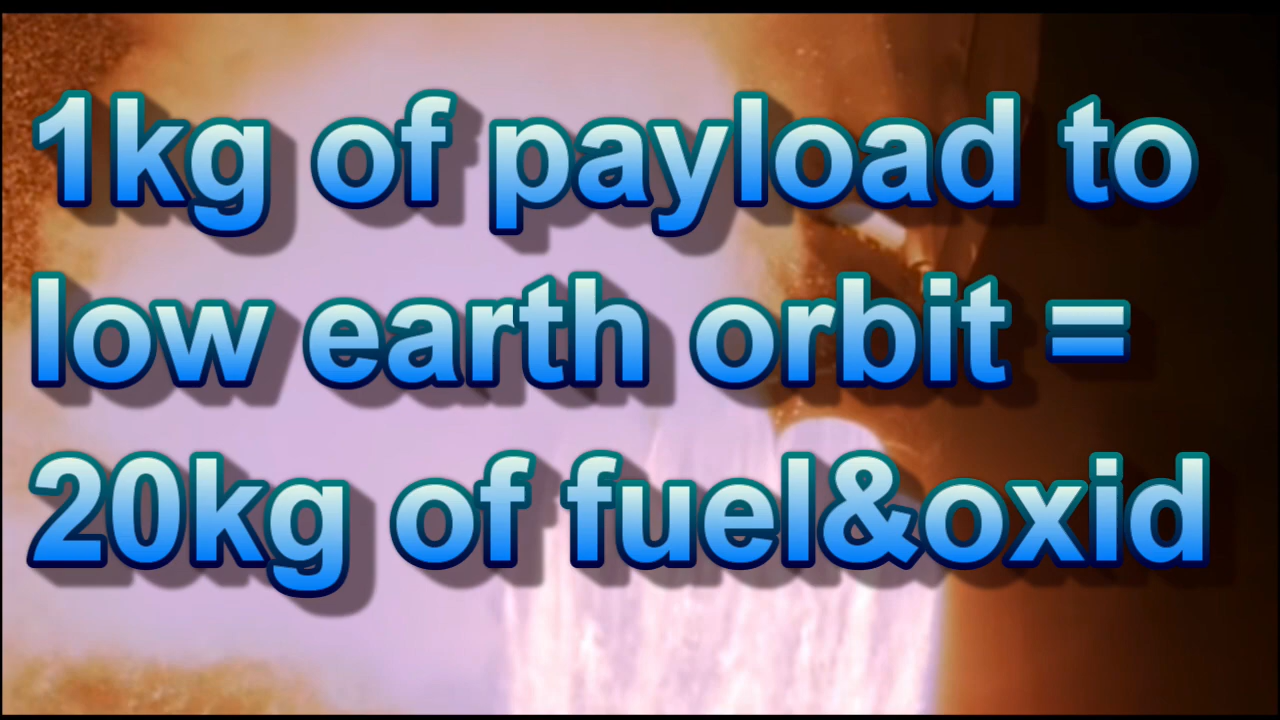 1kg of payload to
low earth orbit =
20kg of fuel&oxid